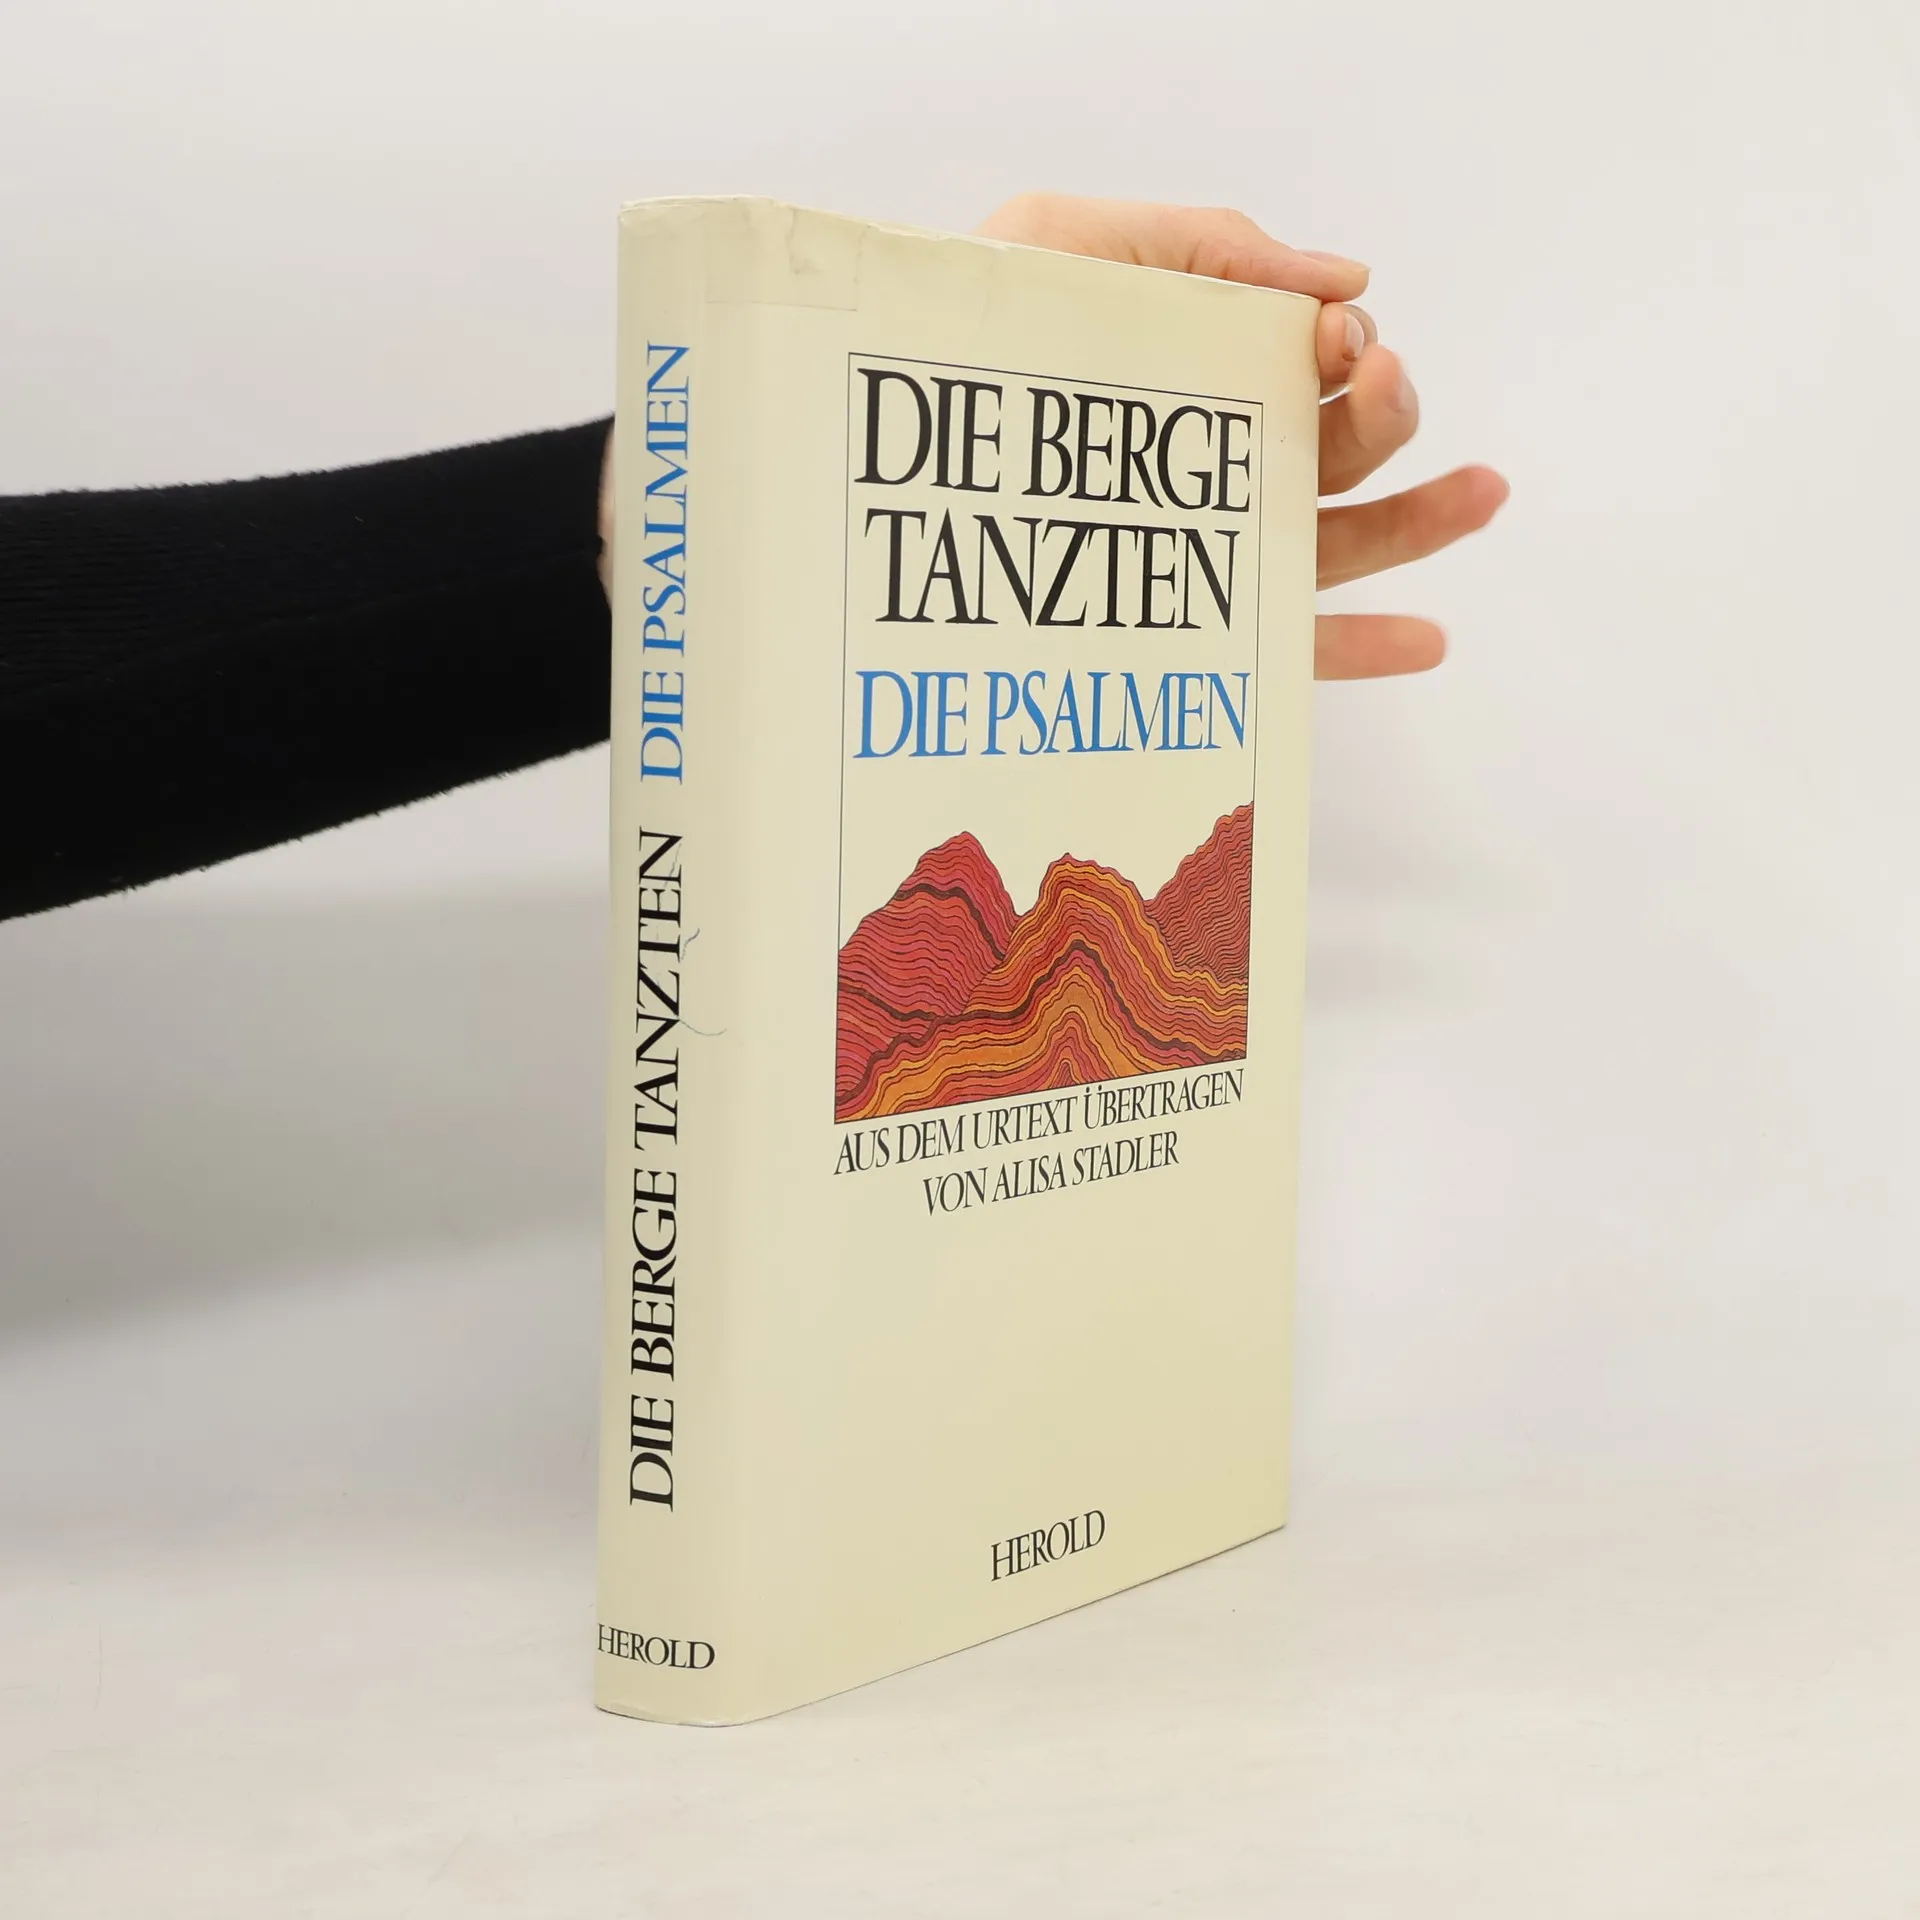 DIE BERGE TANZTEN DIE PSALMEN
HEROLD
DIE BERGE
TANZTEN
DIE PSALMEN
AUS DEM URTEXT ÜBERTRAGEN
VON ALISA STADLER
HEROLD